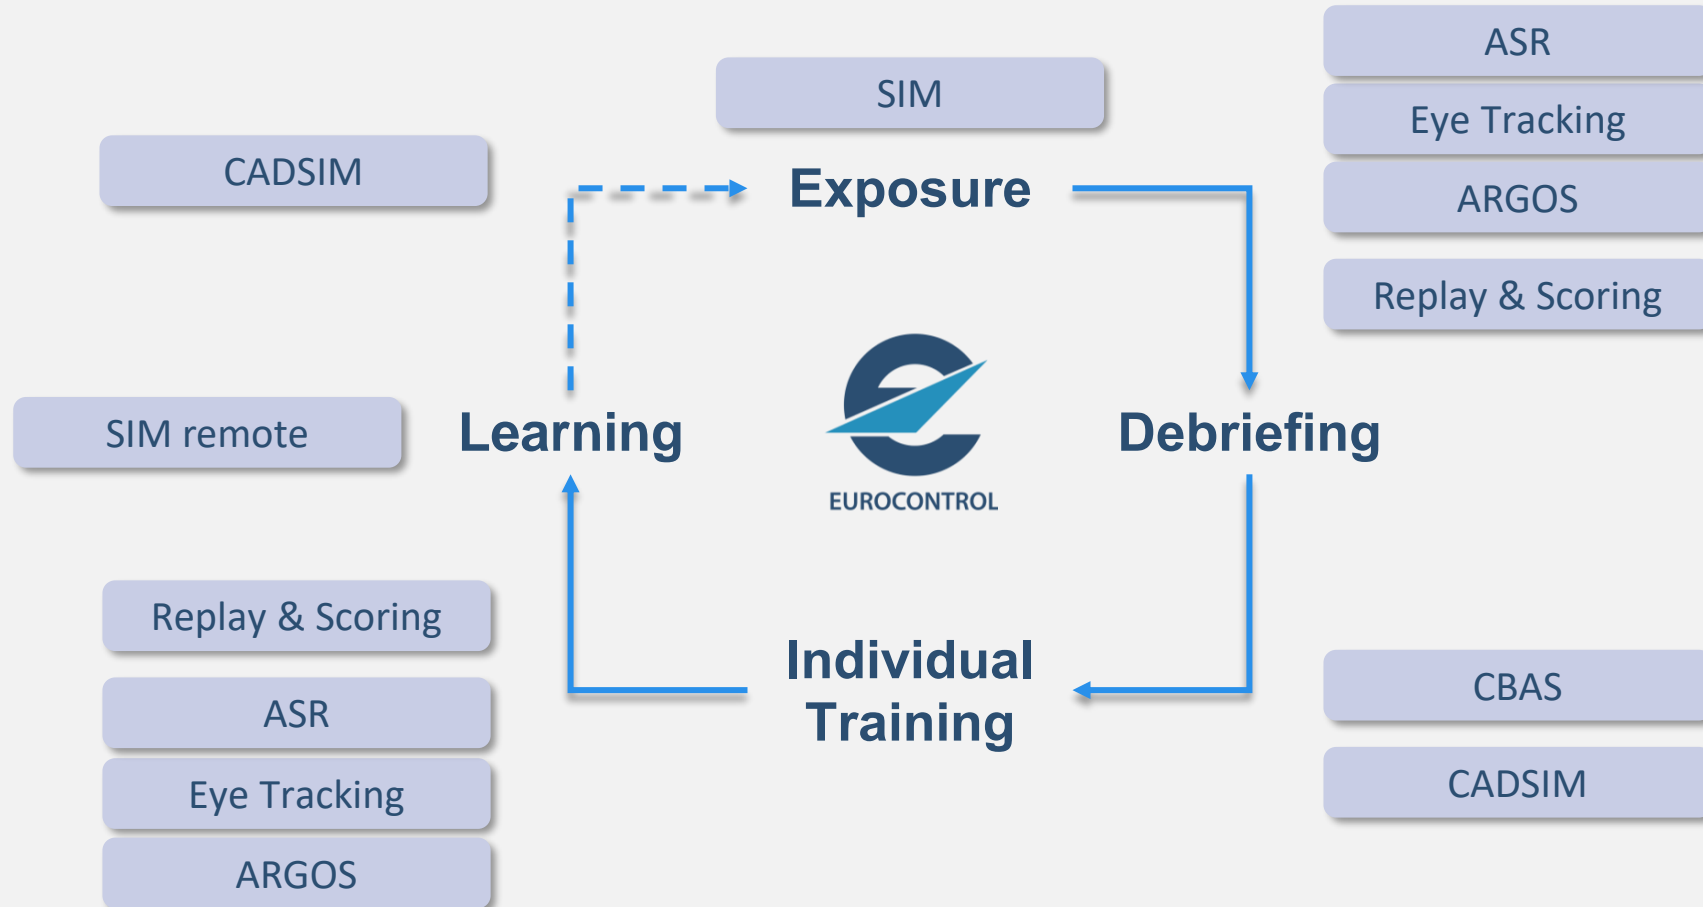 SIM
Exposure
ASR
Eye Tracking
ARGOS
Replay & Scoring
CADSIM
SIM remote
Learning
EUROCONTROL
Debriefing
Individual
Training
Replay & Scoring
ASR
Eye Tracking
ARGOS
CBAS
CADSIM